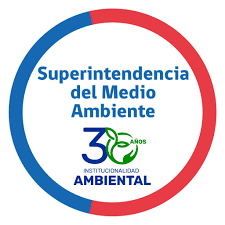 Superintendencia
del Medio
Ambiente
30 AÑOS
INSTITUCIONALIDAD
AMBIENTAL